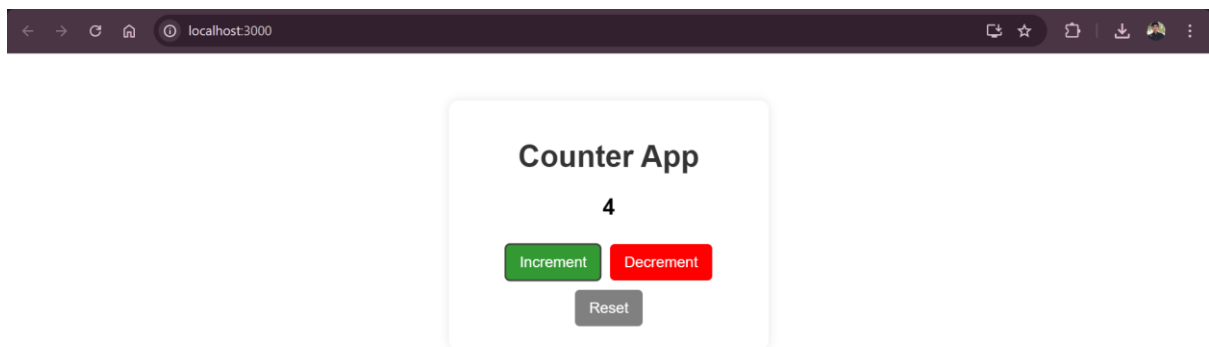 localhost:3000
Counter App
4
Increment Decrement
Reset